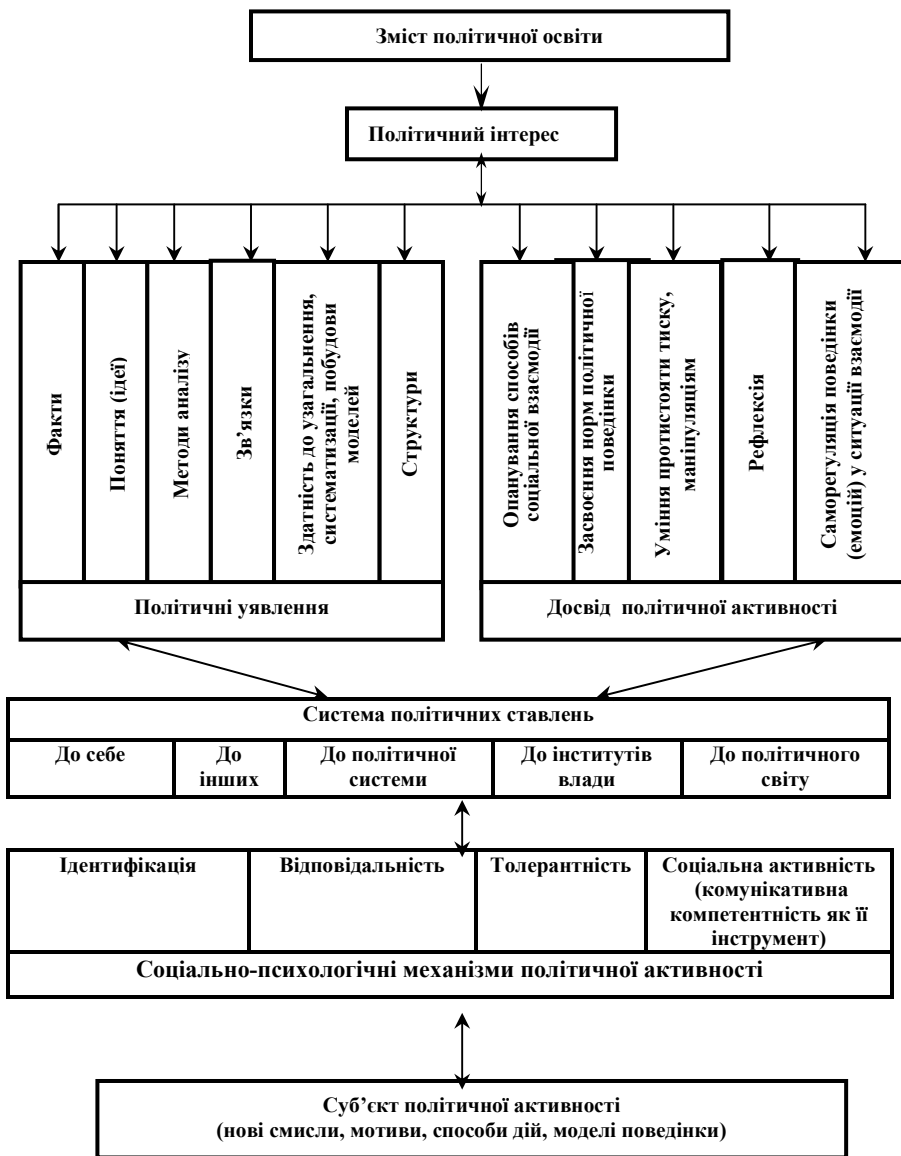 Зміст політичної освіти
Політичний інтерес
Факти
Поняття (ідеї)
Методи аналізу
Зв’язки
Здатність до узагальнення,
систематизації, побудови
моделей
Структури
Опанування способів
соціальної взаємодії
Засвоєння норм політичної
поведінки
Уміння протистояти тиску,
маніпуляціям
Рефлексія
Саморегуляція поведінки
(емоцій) у ситуації взаємодії
Політичні уявлення
Досвід політичної активності
Система політичних ставлень
До себе
До
інших
До політичної
системи
До інститутів
влади
До політичного
світу
Ідентифікація
Відповідальність
Толерантність
Соціальна активність
(комунікативна
компетентність як її
інструмент)
Соціально-психологічні механізми політичної активності
Суб’єкт політичної активності
(нові смисли, мотиви, способи дій, моделі поведінки)